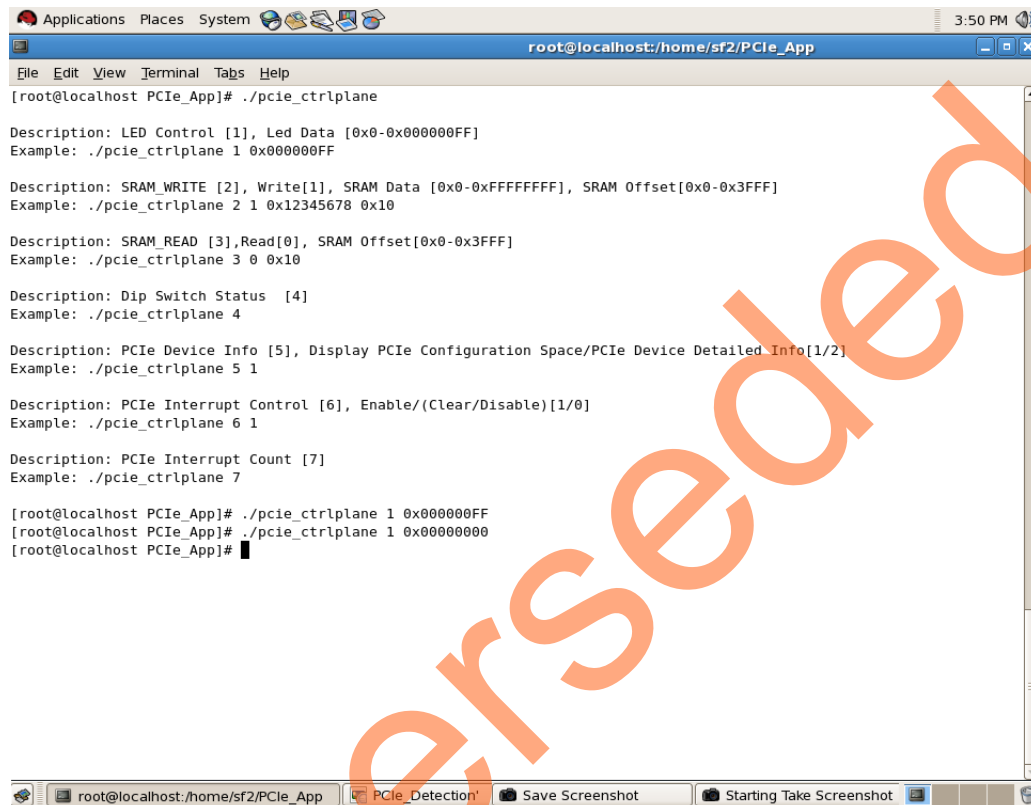 Applications Places System 3:50 PM
root@localhost:/home/sf2/PCIe_App
File Edit View Terminal Tabs Help
[root@localhost PCIe_App]# ./pcie_ctrlplane
Description: LED Control [1], Led Data [0x0-0x000000FF]
Example: ./pcie_ctrlplane 1 0x000000FF
Description: SRAM_WRITE [2], Write[1], SRAM Data [0x0-0xFFFFFFFF], SRAM Offset[0x0-0x3FFF]
Example: ./pcie_ctrlplane 2 1 0x12345678 0x10
Description: SRAM_READ [3],Read[0], SRAM Offset[0x0-0x3FFF]
Example: ./pcie_ctrlplane 3 0 0x10
Description: Dip Switch Status  [4]
Example: ./pcie_ctrlplane 4
Description: PCIe Device Info [5], Display PCIe Configuration Space/PCIe Device Detailed Info[1/2]
Example: ./pcie_ctrlplane 5 1
Description: PCIe Interrupt Control [6], Enable/(Clear/Disable)[1/0]
Example: ./pcie_ctrlplane 6 1
Description: PCIe Interrupt Count [7]
Example: ./pcie_ctrlplane 7
[root@localhost PCIe_App]# ./pcie_ctrlplane 1 0x000000FF
[root@localhost PCIe_App]# ./pcie_ctrlplane 1 0x00000000
[root@localhost PCIe_App]#
ersede
root@localhost:/home/sf2/PCIe_App PCIe_Detection' Save Screenshot Starting Take Screenshot